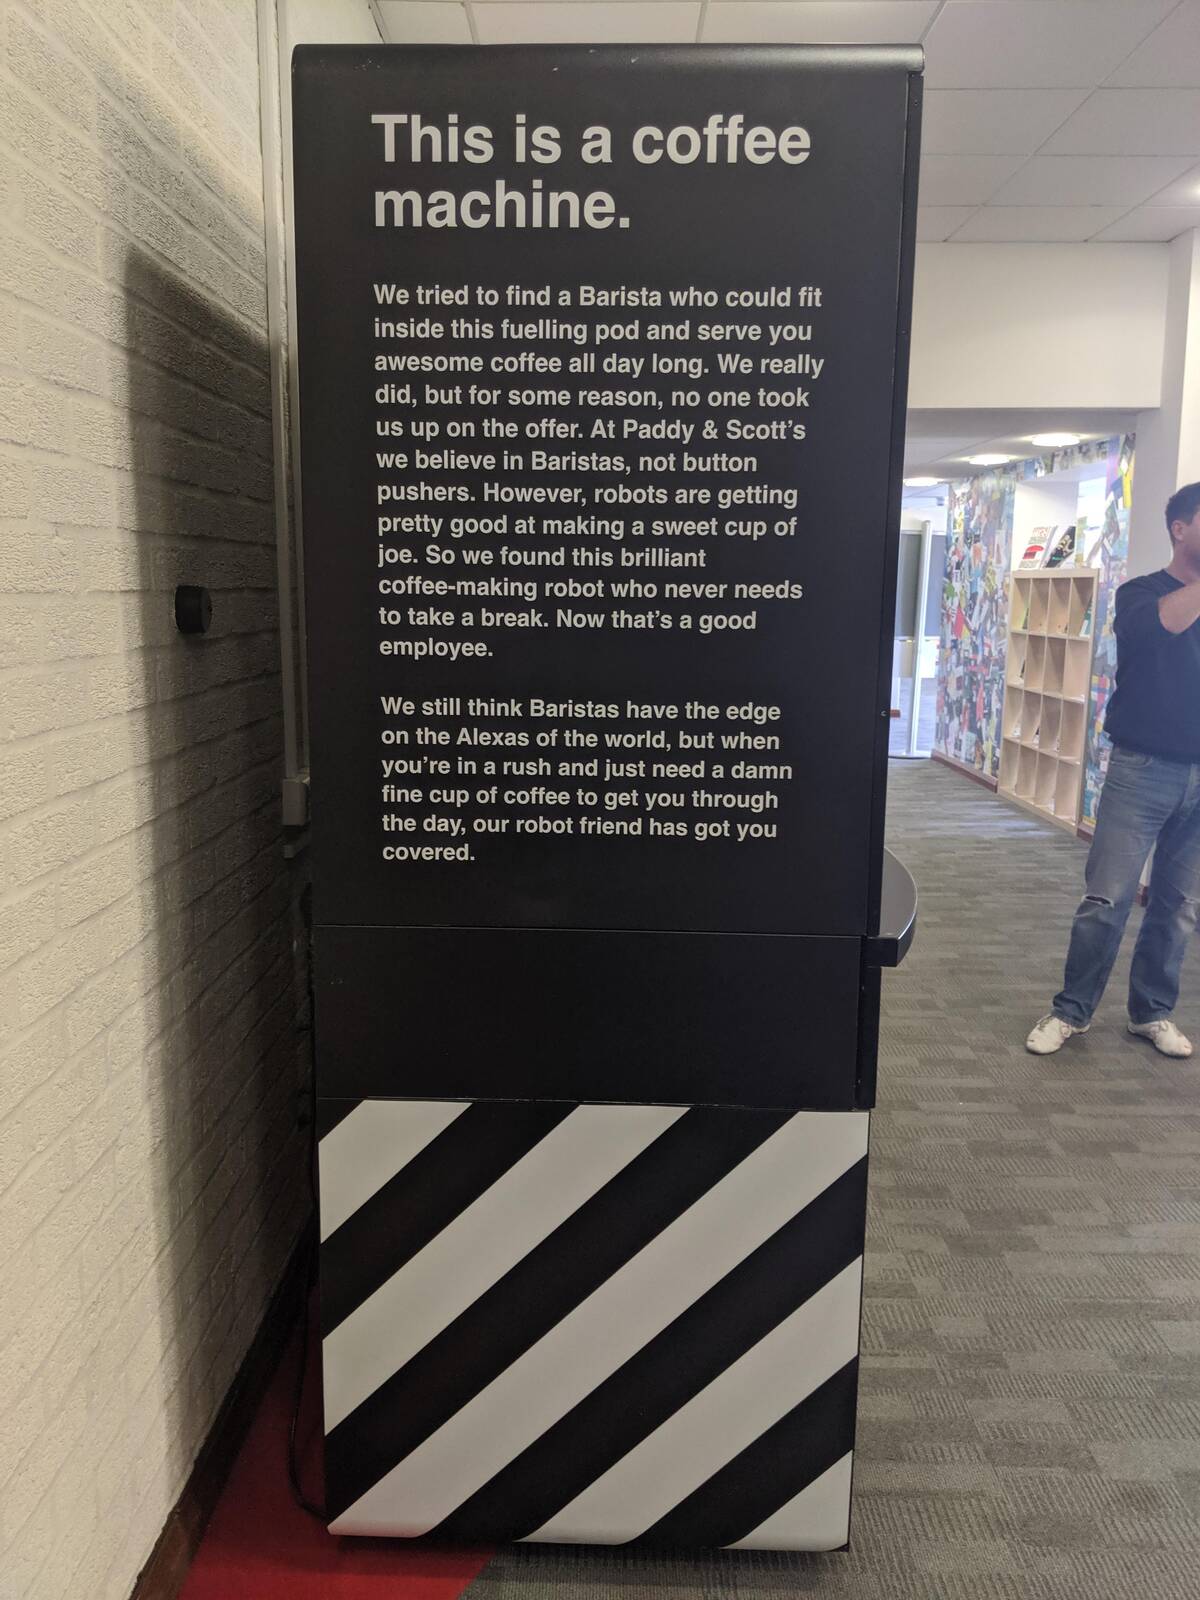 This is a coffee
machine.
We tried to find a Barista who could fit
inside this fuelling pod and serve you
awesome coffee all day long. We really
did, but for some reason, no one took
us up on the offer. At Paddy & Scott's
we believe in Baristas, not button
pushers. However, robots are getting
pretty good at making a sweet cup of
joe. So we found this brilliant
coffee-making robot who never needs
to take a break. Now that's a good
employee.
We still think Baristas have the edge
on the Alexas of the world, but when
you're in a rush and just need a damn
fine cup of coffee to get you through
the day, our robot friend has got you
covered.